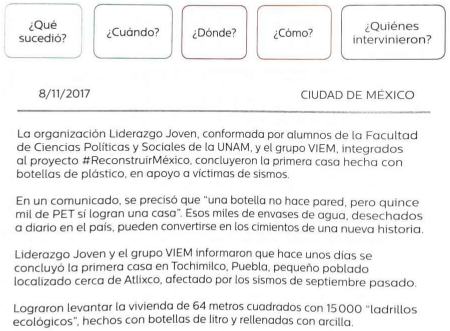 ¿Qué sucedió? ¿Cuándo? ¿Dónde? ¿Cómo? ¿Quiénes intervinieron?
8/11/2017 CIUDAD DE MÉXICO
La organización Liderazgo Joven, conformada por alumnos de la Facultad
de Ciencias Políticas y Sociales de la UNAM, y el grupo VIEM, integrados
al proyecto #ReconstruirMéxico, concluyeron la primera casa hecha con
botellas de plástico, en apoyo a víctimas de sismos.
En un comunicado, se precisó que “una botella no hace pared, pero quince
mil de PET sí logran una casa”. Esos miles de envases de agua, desechados
a diario en el país, pueden convertirse en los cimientos de una nueva historia.
Liderazgo Joven y el grupo VIEM informaron que hace unos días se
concluyó la primera casa en Tochimilco, Puebla, pequeño poblado
localizado cerca de Atlixco, afectado por los sismos de septiembre pasado.
Lograron levantar la vivienda de 64 metros cuadrados con 15000 “ladrillos
ecológicos”, hechos con botellas de litro y rellenadas con arcilla.